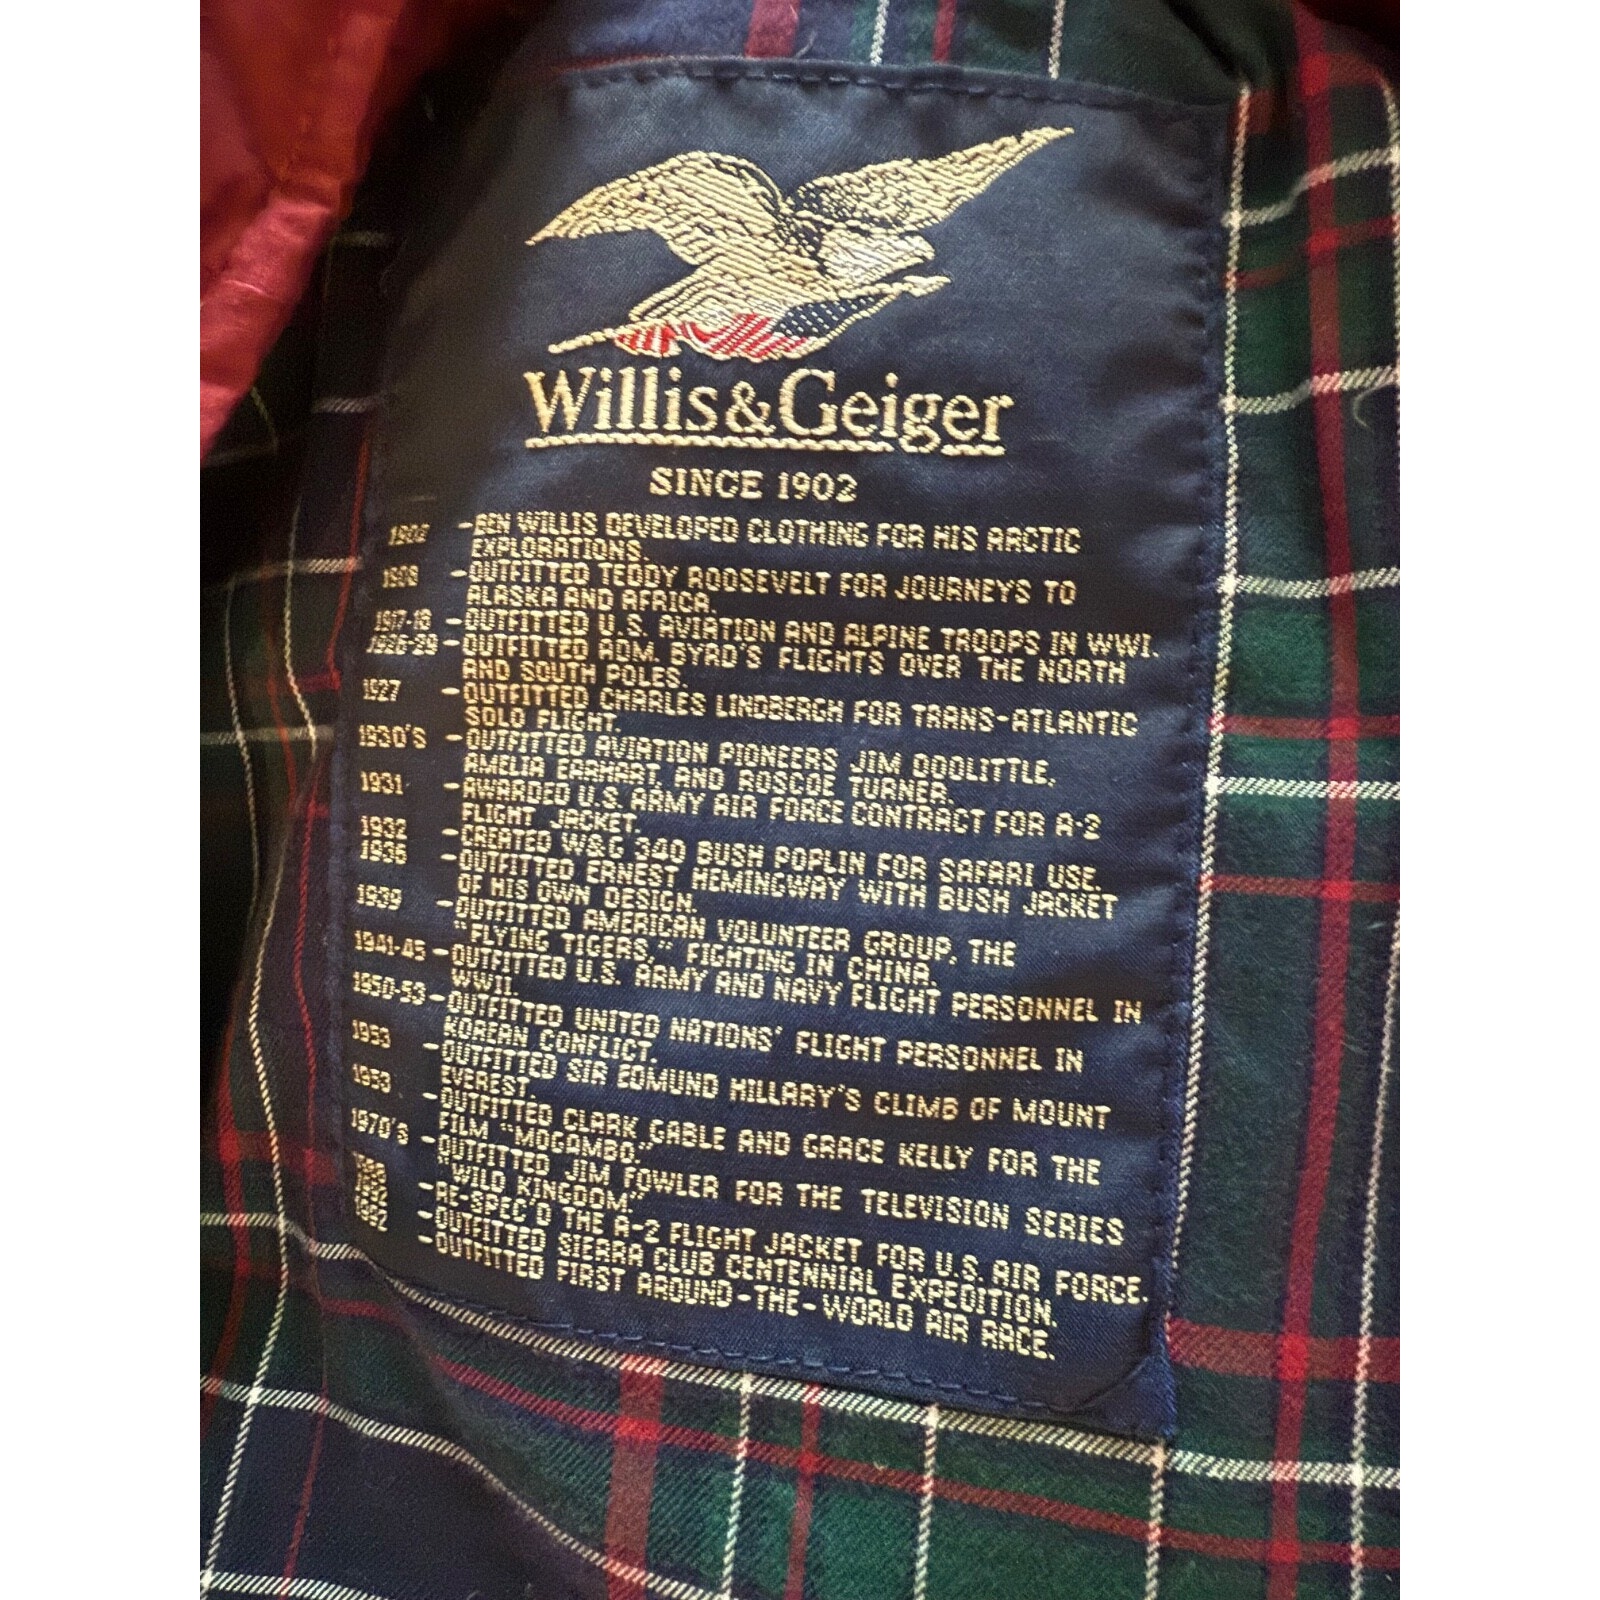 Willis & Geiger
SINCE 1902
1902 - BEN WILLIS DEVELOPED CLOTHING FOR HIS ARCTIC
EXPLORATIONS.
- OUTFITTED TEDDY ROOSEVELT FOR JOURNEYS TO
ALASKA AND AFRICA.
1917-18 - OUTFITTED U.S. AVIATION AND ALPINE TROOPS IN WWI.
1926-29 - OUTFITTED ADM. BYRD'S FLIGHTS OVER THE NORTH
AND SOUTH POLES.
1927 - OUTFITTED CHARLES LINDBERGH FOR TRANS-ATLANTIC
SOLO FLIGHT.
1930'S - OUTFITTED AVIATION PIONEERS JIM DOOLITTLE,
AMELIA EARHART, AND ROSCOE TURNER.
1931 - AWARDED U.S. ARMY AIR FORCE CONTRACT FOR A-2
FLIGHT JACKET.
1932 - CREATED W&G 340 BUSH POPLIN FOR SAFARI USE.
1936 - OUTFITTED ERNEST HEMINGWAY WITH BUSH JACKET
OF HIS OWN DESIGN.
1939 - OUTFITTED AMERICAN VOLUNTEER GROUP, THE
"FLYING TIGERS," FIGHTING IN CHINA.
1941-45 - OUTFITTED U.S. ARMY AND NAVY FLIGHT PERSONNEL IN
WWII.
1950-53 - OUTFITTED UNITED NATIONS' FLIGHT PERSONNEL IN
KOREAN CONFLICT.
1953 - OUTFITTED SIR EDMUND HILLARY'S CLIMB OF MOUNT
EVEREST.
1953 - OUTFITTED CLARK GABLE AND GRACE KELLY FOR THE
FILM "MOGAMBO."
1970'S - OUTFITTED JIM FOWLER FOR THE TELEVISION SERIES
"WILD KINGDOM."
- RE-SPEC'D THE A-2 FLIGHT JACKET FOR U.S. AIR FORCE.
1992 - OUTFITTED SIERRA CLUB CENTENNIAL EXPEDITION.
1992 - OUTFITTED FIRST AROUND-THE-WORLD AIR RACE.